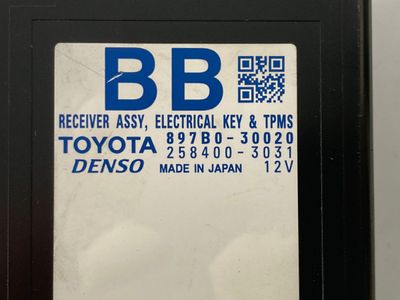 BB
RECEIVER ASSY, ELECTRICAL KEY & TPMS
TOYOTA 897B0-30020
258400-3031
DENSO MADE IN JAPAN 12V